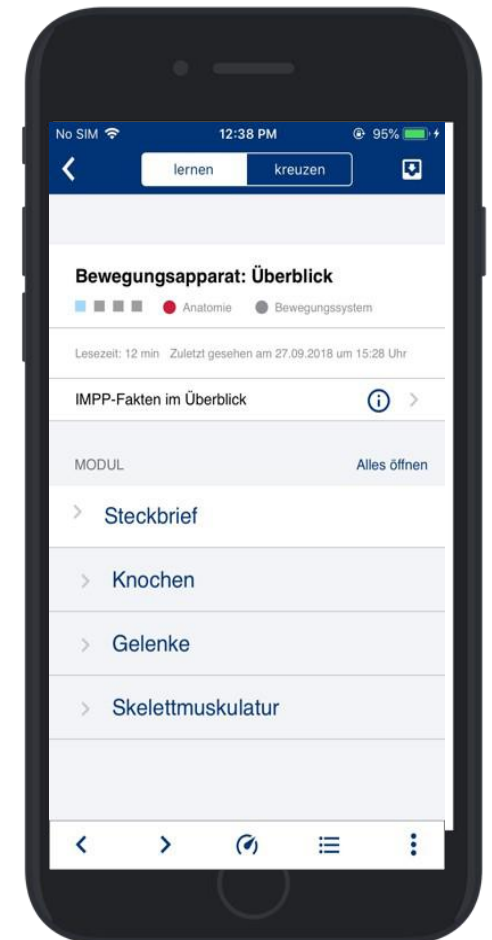 No SIM 12:38 PM 95%
lernen kreuzen
Bewegungsapparat: Überblick
Anatomie Bewegungssystem
Lesezeit: 12 min Zuletzt gesehen am 27.09.2018 um 15:28 Uhr
IMPP-Fakten im Überblick
MODUL Alles öffnen
Steckbrief
Knochen
Gelenke
Skelettmuskulatur